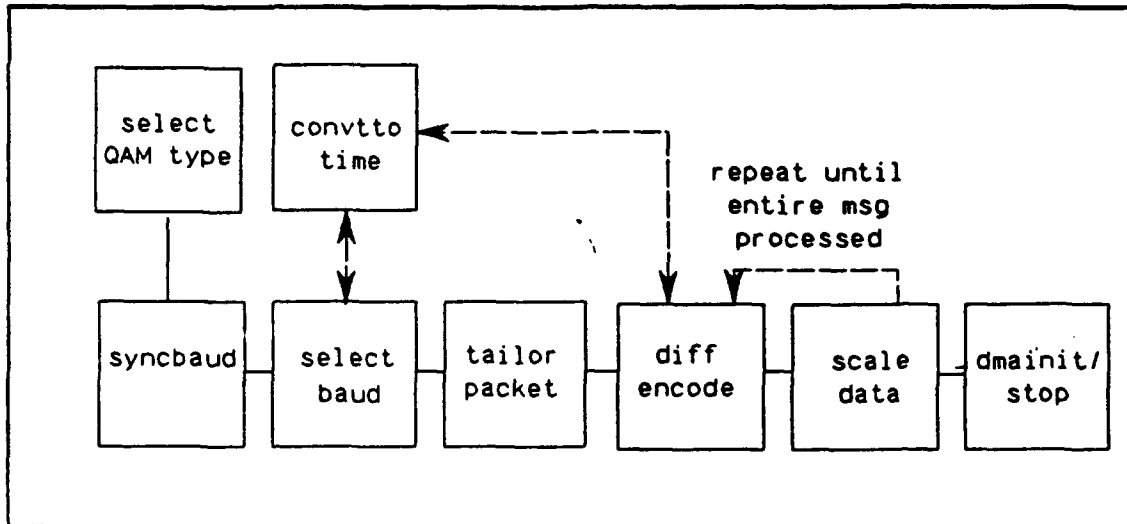 select
QAM type
convtto
time
repeat until
entire msg
processed
syncbaud
select
baud
tailor
packet
diff
encode
scale
data
dmainit/
stop